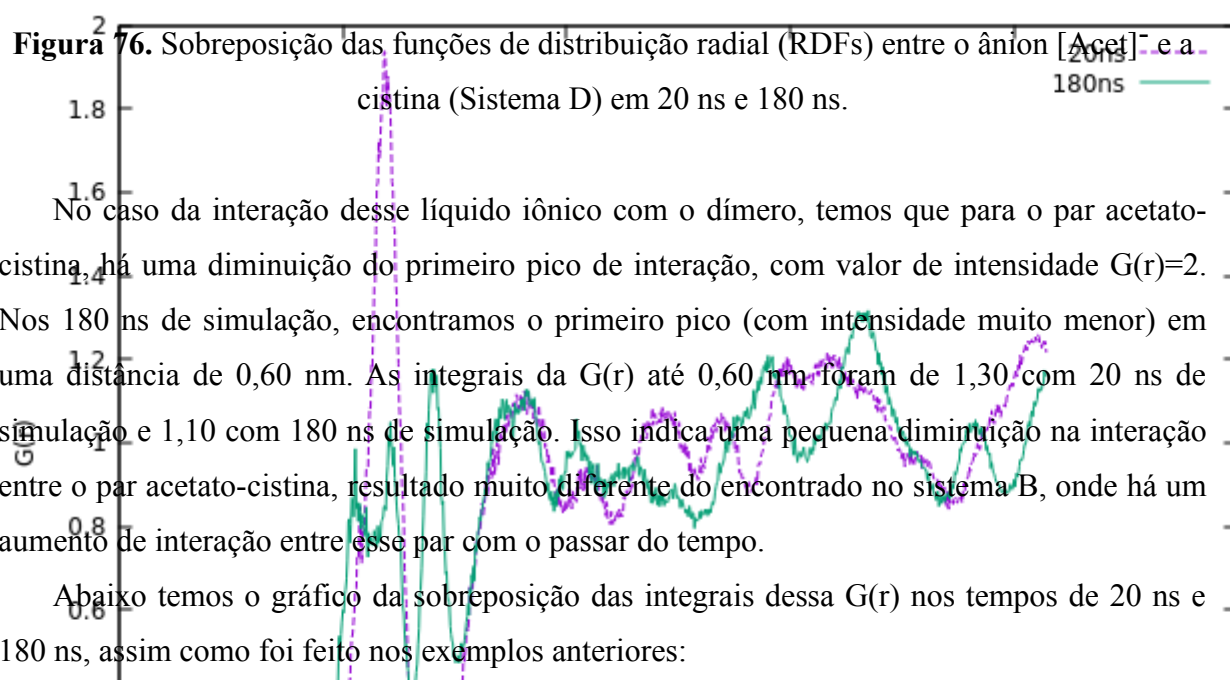 2
Figura 76. Sobreposição das funções de distribuição radial (RDFs) entre o ânion [Acet]⁻ e a
20ns
cistina (Sistema D) em 20 ns e 180 ns.
180ns
1.8
1.6
No caso da interação desse líquido iônico com o dímero, temos que para o par acetato-
cistina, há uma diminuição do primeiro pico de interação, com valor de intensidade G(r)=2.
1.4
Nos 180 ns de simulação, encontramos o primeiro pico (com intensidade muito menor) em
1.2
uma distância de 0,60 nm. As integrais da G(r) até 0,60 nm foram de 1,30 com 20 ns de
simulação e 1,10 com 180 ns de simulação. Isso indica uma pequena diminuição na interação
1
G(r)
entre o par acetato-cistina, resultado muito diferente do encontrado no sistema B, onde há um
0.8
aumento de interação entre esse par com o passar do tempo.
Abaixo temos o gráfico da sobreposição das integrais dessa G(r) nos tempos de 20 ns e
0.6
180 ns, assim como foi feito nos exemplos anteriores: